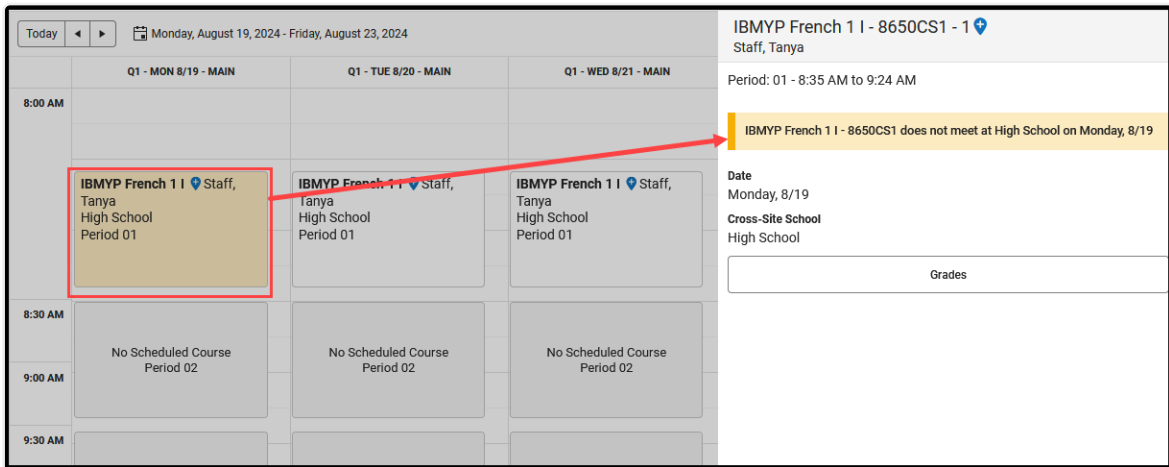 Today
Monday, August 19, 2024 - Friday, August 23, 2024
Q1 - MON 8/19 - MAIN
Q1 - TUE 8/20 - MAIN
Q1 - WED 8/21 - MAIN
8:00 AM
IBMYP French 1 I Staff,
Tanya
High School
Period 01
IBMYP French 1 I Staff,
Tanya
High School
Period 01
IBMYP French 1 I Staff,
Tanya
High School
Period 01
8:30 AM
No Scheduled Course
Period 02
No Scheduled Course
Period 02
No Scheduled Course
Period 02
9:00 AM
9:30 AM
IBMYP French 1 I - 8650CS1 - 1
Staff, Tanya
Period: 01 - 8:35 AM to 9:24 AM
IBMYP French 1 I - 8650CS1 does not meet at High School on Monday, 8/19
Date
Monday, 8/19
Cross-Site School
High School
Grades